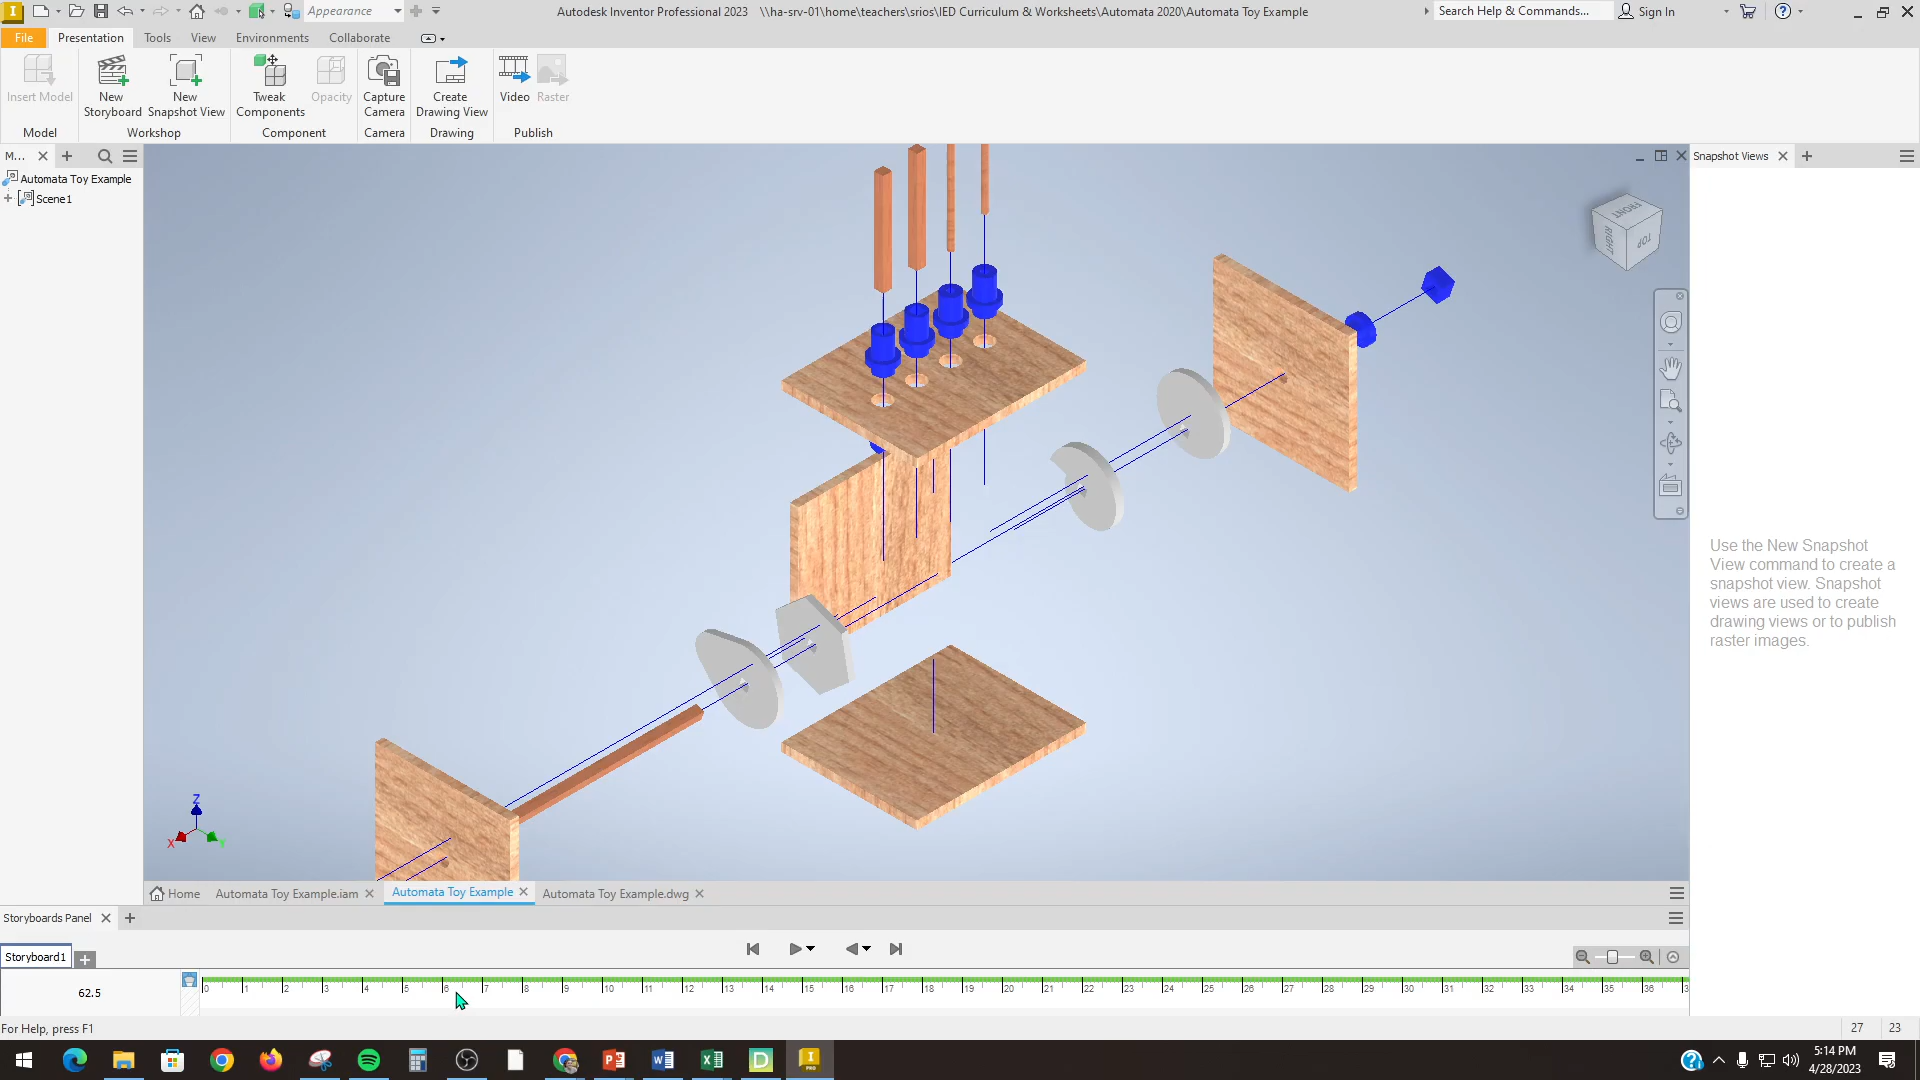 Appearance
Autodesk Inventor Professional 2023 \\ha-srv-01\home\teachers\srios\IED Curriculum & Worksheets\Automata 2020\Automata Toy Example
Search Help & Commands...
Sign In
File
Presentation
Tools
View
Environments
Collaborate
Insert Model
New Storyboard
New Snapshot View
Tweak Components
Opacity
Capture Camera
Create Drawing View
Video
Raster
Model
Workshop
Component
Camera
Drawing
Publish
M...
Snapshot Views
Automata Toy Example
Scene1
FRONT
RIGHT
TOP
Use the New Snapshot
View command to create a
snapshot view. Snapshot
views are used to create
drawing views or to publish
raster images.
Z
X
Y
Home
Automata Toy Example.iam
Automata Toy Example
Automata Toy Example.dwg
Storyboards Panel
Storyboard1
62.5
0 1 2 3 4 5 6 7 8 9 10 11 12 13 14 15 16 17 18 19 20 21 22 23 24 25 26 27 28 29 30 31 32 33 34 35 36
For Help, press F1
27 23
5:14 PM
4/28/2023